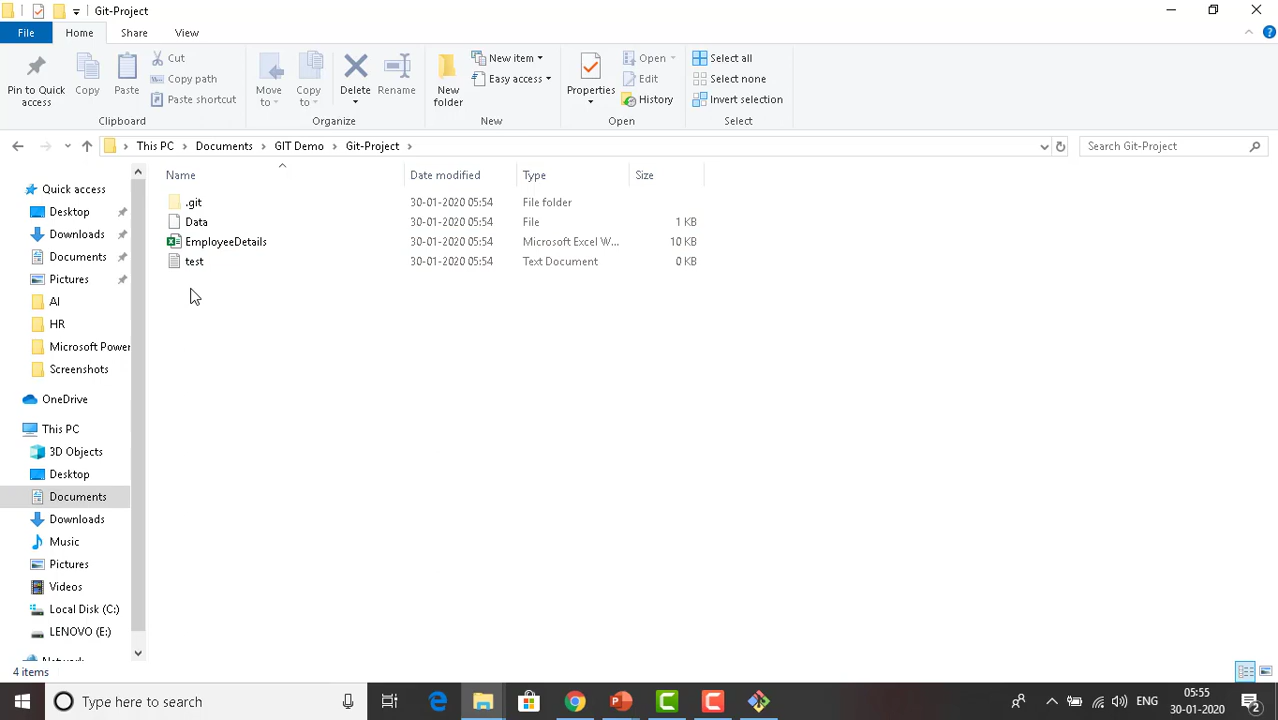 Git-Project
File Home Share View
Pin to Quick access
Copy
Paste
Cut
Copy path
Paste shortcut
Clipboard
Move to
Copy to
Delete
Rename
Organize
New folder
New item
Easy access
New
Properties
Open
Edit
History
Open
Select all
Select none
Invert selection
Select
This PC Documents GIT Demo Git-Project
Search Git-Project
Name Date modified Type Size
.git 30-01-2020 05:54 File folder
Data 30-01-2020 05:54 File 1 KB
EmployeeDetails 30-01-2020 05:54 Microsoft Excel W... 10 KB
test 30-01-2020 05:54 Text Document 0 KB
Quick access
Desktop
Downloads
Documents
Pictures
AI
HR
Microsoft Power
Screenshots
OneDrive
This PC
3D Objects
Desktop
Documents
Downloads
Music
Pictures
Videos
Local Disk (C:)
LENOVO (E:)
4 items
Type here to search
ENG
05:55
30-01-2020
2